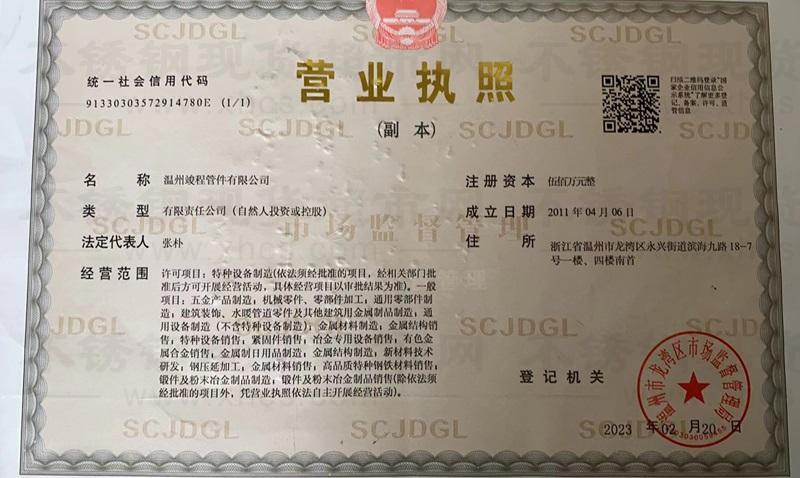 SCJDGL
统一社会信用代码
91330303572914780E (1/1)
营业执照
(副本)
扫描二维码登录"国
家企业信用信息公
示系统"了解更多登
记、备案、许可、监
管信息
名称 温州竣程管件有限公司
注册资本 伍佰万元整
类型 有限责任公司（自然人投资或控股）
成立日期 2011年04月06日
法定代表人 张朴
住所 浙江省温州市龙湾区永兴街道滨海九路18-7
号一楼、四楼南首
经营范围 许可项目：特种设备制造(依法须经批准的项目，经相关部门批
准后方可开展经营活动，具体经营项目以审批结果为准)。一
般项目：五金产品制造；机械零件、零部件加工；通用零部件制
造；建筑装饰、水暖管道零件及其他建筑用金属制品制造；通
用设备制造（不含特种设备制造）；金属材料制造；金属结构销
售；特种设备销售；紧固件销售；冶金专用设备销售；有色金
属合金销售；金属制日用品制造；金属结构制造；新材料技术
研发；钢压延加工；金属材料销售；高品质特种钢铁材料销售；
锻件及粉末冶金制品制造；锻件及粉末冶金制品销售(除依法须
经批准的项目外，凭营业执照依法自主开展经营活动)。
市场监督管理
登记机关
温州市龙湾区市场监督管理局
2023年02月20日
SCJDGL
SCJDGL
SCJDGL